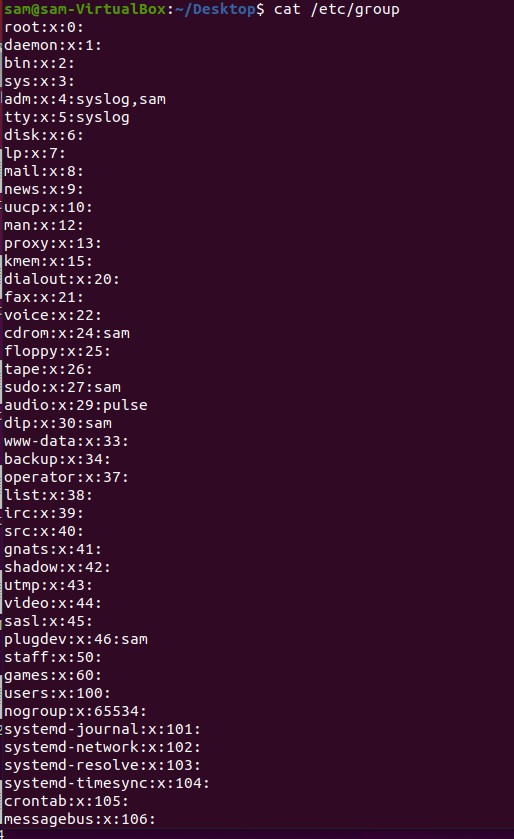 sam@sam-VirtualBox:~/Desktop$ cat /etc/group
root:x:0:
daemon:x:1:
bin:x:2:
sys:x:3:
adm:x:4:syslog,sam
tty:x:5:syslog
disk:x:6:
lp:x:7:
mail:x:8:
news:x:9:
uucp:x:10:
man:x:12:
proxy:x:13:
kmem:x:15:
dialout:x:20:
fax:x:21:
voice:x:22:
cdrom:x:24:sam
floppy:x:25:
tape:x:26:
sudo:x:27:sam
audio:x:29:pulse
dip:x:30:sam
www-data:x:33:
backup:x:34:
operator:x:37:
list:x:38:
irc:x:39:
src:x:40:
gnats:x:41:
shadow:x:42:
utmp:x:43:
video:x:44:
sasl:x:45:
plugdev:x:46:sam
staff:x:50:
games:x:60:
users:x:100:
nogroup:x:65534:
systemd-journal:x:101:
systemd-network:x:102:
systemd-resolve:x:103:
systemd-timesync:x:104:
crontab:x:105:
messagebus:x:106: